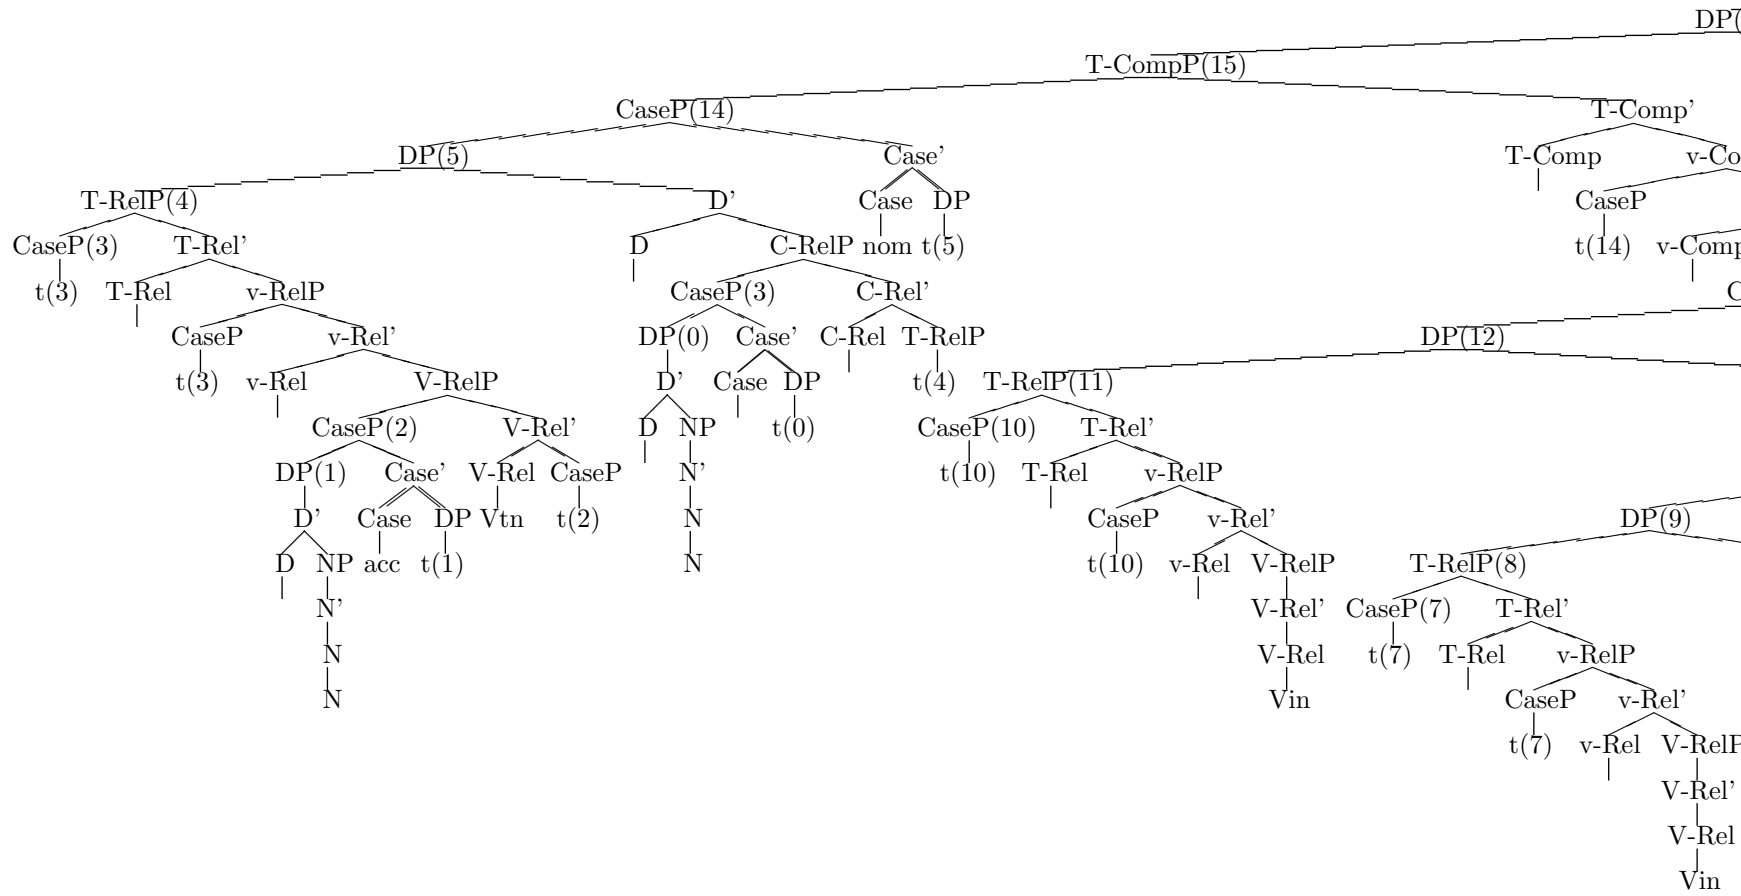 DP(
T-CompP(15)
CaseP(14) T-Comp'
DP(5) Case' T-Comp v-Co
T-RelP(4) D' Case DP CaseP
CaseP(3) T-Rel' D C-RelP nom t(5) t(14) v-Comp
t(3) T-Rel v-RelP CaseP(3) C-Rel' C
CaseP v-Rel' DP(0) Case' C-Rel T-RelP DP(12)
t(3) v-Rel V-RelP D' Case DP t(4) T-RelP(11)
CaseP(2) V-Rel' D NP t(0) CaseP(10) T-Rel'
DP(1) Case' V-Rel CaseP N' t(10) T-Rel v-RelP
D' Case DP Vtn t(2) N CaseP v-Rel' DP(9)
D NP acc t(1) N t(10) v-Rel V-RelP T-RelP(8)
N' V-Rel' CaseP(7) T-Rel'
N V-Rel t(7) T-Rel v-RelP
N Vin CaseP v-Rel'
t(7) v-Rel V-RelP
V-Rel'
V-Rel
Vin